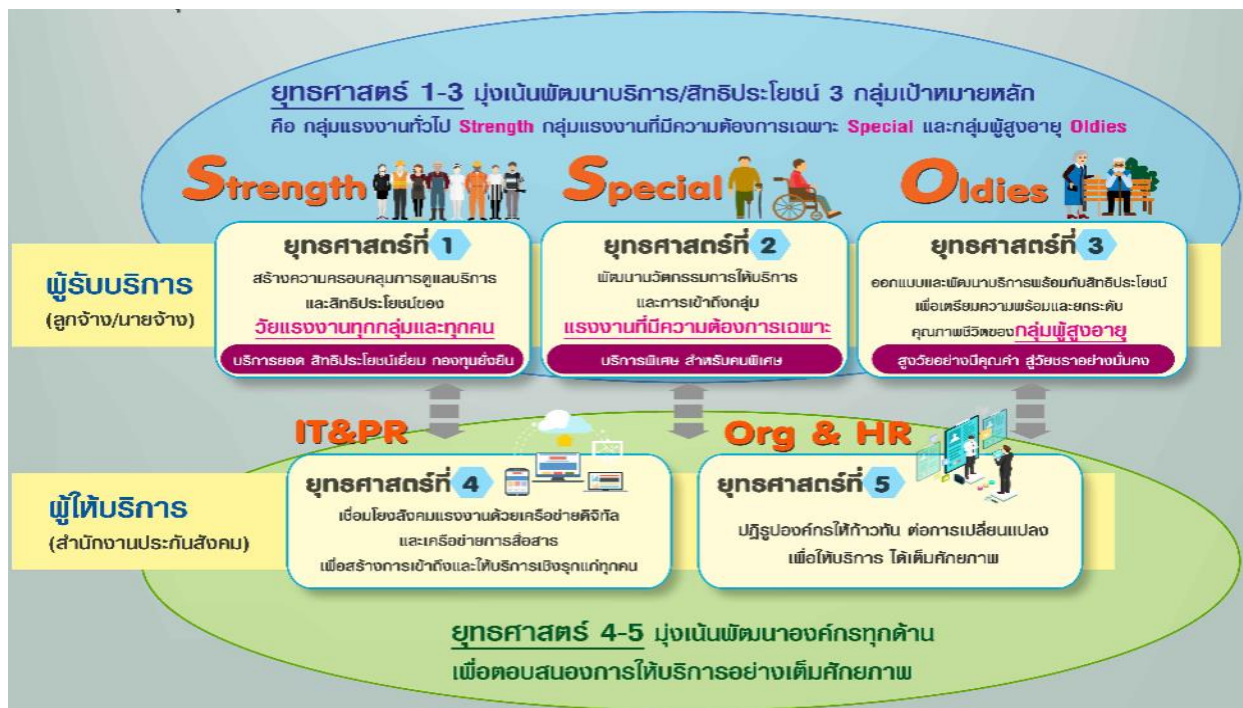 ยุทธศาสตร์ 1-3 มุ่งเน้นพัฒนาบริการ/สิทธิประโยชน์ 3 กลุ่มเป้าหมายหลัก
คือ กลุ่มแรงงานทั่วไป Strength กลุ่มแรงงานที่มีความต้องการเฉพาะ Special และกลุ่มผู้สูงอายุ Oldies
Strength
Special
Oldies
ผู้รับบริการ
(ลูกจ้าง/นายจ้าง)
ยุทธศาสตร์ที่ 1
สร้างความครอบคลุมการดูแลบริการ
และสิทธิประโยชน์ของ
วัยแรงงานทุกกลุ่มและทุกคน
บริการยอด สิทธิประโยชน์เยี่ยม กองทุนยั่งยืน
ยุทธศาสตร์ที่ 2
พัฒนานวัตกรรมการให้บริการ
และการเข้าถึงกลุ่ม
แรงงานที่มีความต้องการเฉพาะ
บริการพิเศษ สำหรับคนพิเศษ
ยุทธศาสตร์ที่ 3
ออกแบบและพัฒนาบริการพร้อมกับสิทธิประโยชน์
เพื่อเตรียมความพร้อมและยกระดับ
คุณภาพชีวิตของกลุ่มผู้สูงอายุ
สูงวัยอย่างมีคุณค่า สู่วัยชราอย่างมั่นคง
IT&PR
Org & HR
ผู้ให้บริการ
(สำนักงานประกันสังคม)
ยุทธศาสตร์ที่ 4
เชื่อมโยงสังคมแรงงานด้วยเครือข่ายดิจิทัล
และเครือข่ายการสื่อสาร
เพื่อสร้างการเข้าถึงและให้บริการเชิงรุกแก่ทุกคน
ยุทธศาสตร์ที่ 5
ปฏิรูปองค์กรให้ก้าวทัน ต่อการเปลี่ยนแปลง
เพื่อให้บริการ ได้เต็มศักยภาพ
ยุทธศาสตร์ 4-5 มุ่งเน้นพัฒนาองค์กรทุกด้าน
เพื่อตอบสนองการให้บริการอย่างเต็มศักยภาพ